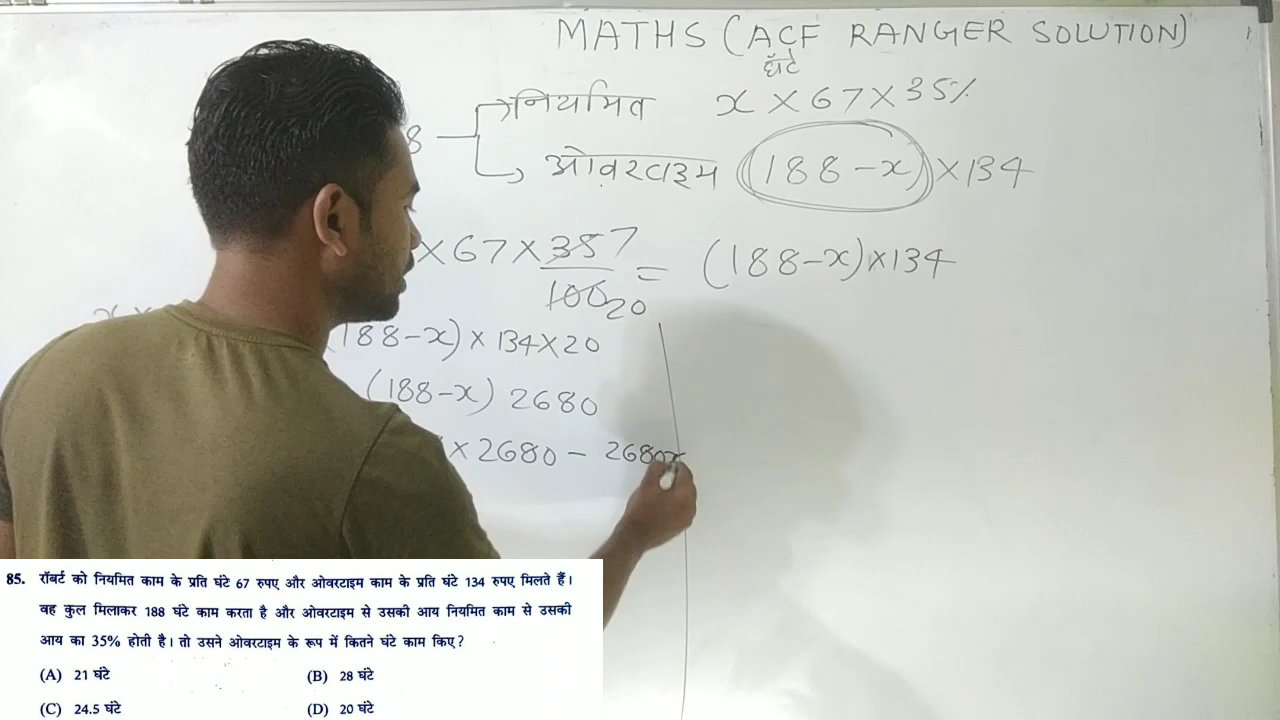 MATHS (ACF RANGER SOLUTION)
घंटे
8 → नियमित x × 67 × 35%
→ ओवरटाइम (188 - x) × 134
× 67 × 35 7 / 100 20 = (188 - x) × 134
(188 - x) × 134 × 20
(188 - x) 2680
× 2680 - 2680x
85. रॉबर्ट को नियमित काम के प्रति घंटे 67 रुपए और ओवरटाइम काम के प्रति घंटे 134 रुपए मिलते हैं।
वह कुल मिलाकर 188 घंटे काम करता है और ओवरटाइम से उसकी आय नियमित काम से उसकी
आय का 35% होती है। तो उसने ओवरटाइम के रूप में कितने घंटे काम किए?
(A) 21 घंटे (B) 28 घंटे
(C) 24.5 घंटे (D) 20 घंटे